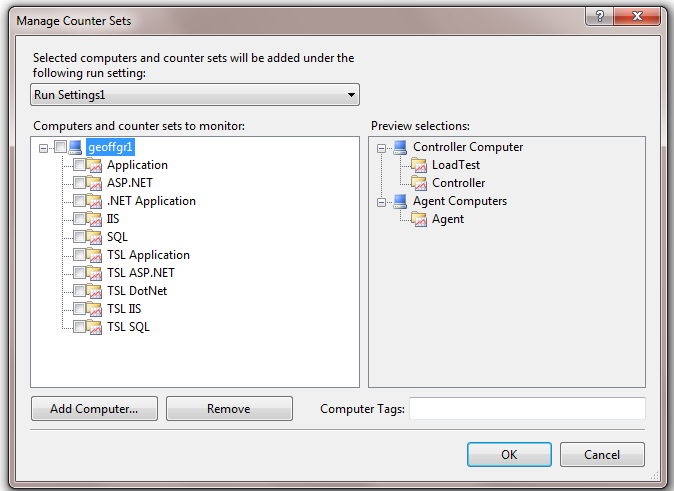 Manage Counter Sets
Selected computers and counter sets will be added under the
following run setting:
Run Settings1
Computers and counter sets to monitor:
geoffgr1
Application
ASP.NET
.NET Application
IIS
SQL
TSL Application
TSL ASP.NET
TSL DotNet
TSL IIS
TSL SQL
Preview selections:
Controller Computer
LoadTest
Controller
Agent Computers
Agent
Add Computer...
Remove
Computer Tags:
OK
Cancel